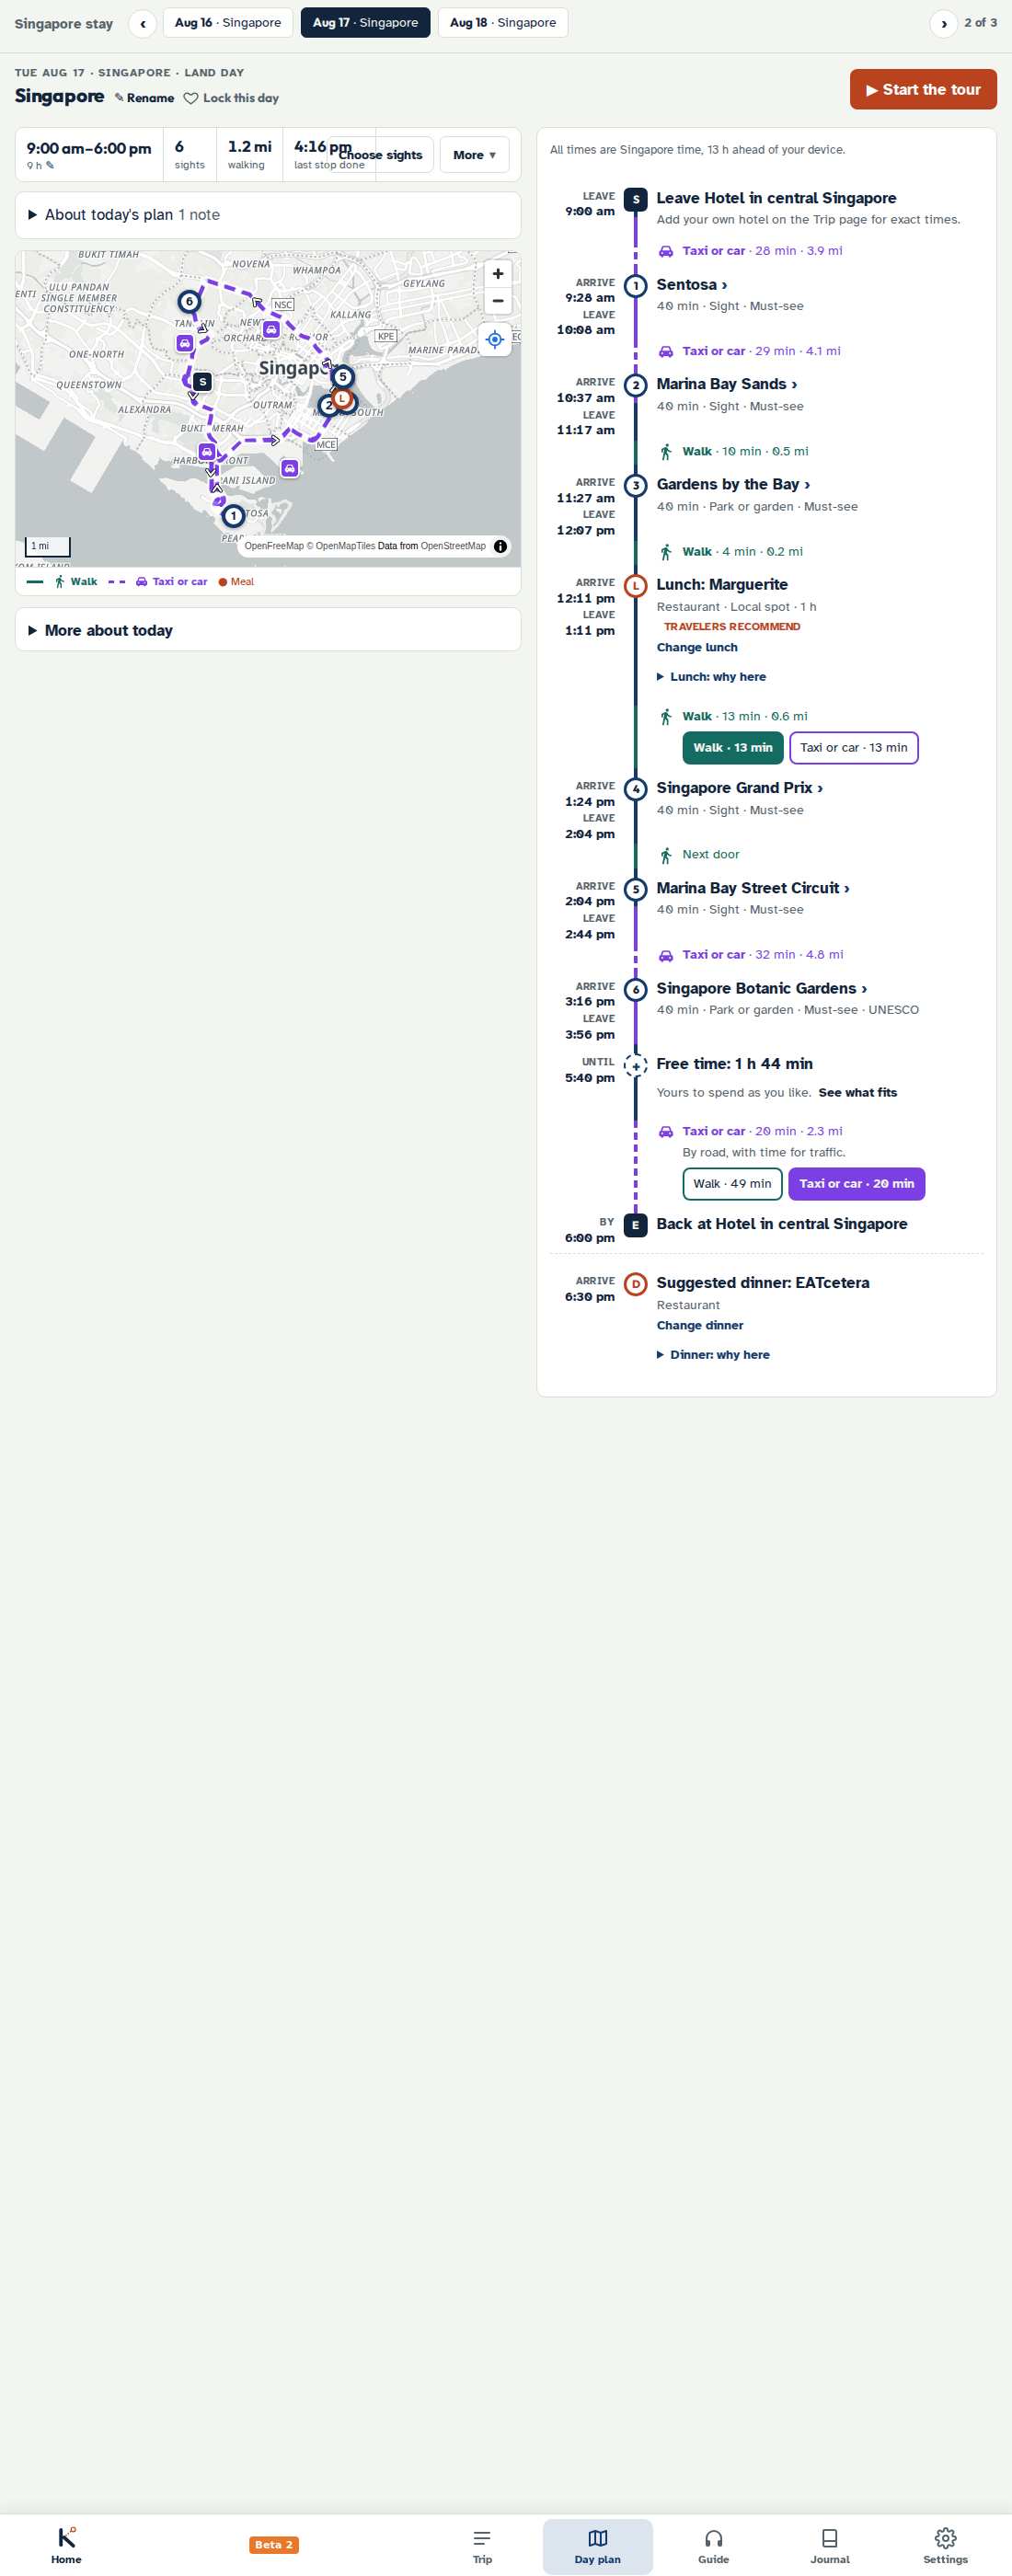 Singapore stay
‹
Aug 16 · Singapore
Aug 17 · Singapore
Aug 18 · Singapore
›
2 of 3
TUE AUG 17 · SINGAPORE · LAND DAY
Singapore
✎ Rename
Lock this day
▶ Start the tour
9:00 am–6:00 pm
9 h ✎
6
sights
1.2 mi
walking
4:16 pm
last stop done
Choose sights
More ▾
▶ About today's plan 1 note
BUKIT TIMAH
NOVENA
WHAMPOA
GEYLANG
ULU PANDAN
SINGLE MEMBER
CONSTITUENCY
6
NSC
KALLANG
KPE
ONE-NORTH
MARINE PARAD
5
S
QUEENSTOWN
ALEXANDRA
OUTRAM
2
L
MCE
1
1 mi
OpenFreeMap © OpenMapTiles Data from OpenStreetMap
Walk
Taxi or car
Meal
▶ More about today
All times are Singapore time, 13 h ahead of your device.
LEAVE
9:00 am
S
Leave Hotel in central Singapore
Add your own hotel on the Trip page for exact times.
Taxi or car · 28 min · 3.9 mi
ARRIVE
9:28 am
LEAVE
10:08 am
1
Sentosa ›
40 min · Sight · Must-see
Taxi or car · 29 min · 4.1 mi
ARRIVE
10:37 am
LEAVE
11:17 am
2
Marina Bay Sands ›
40 min · Sight · Must-see
Walk · 10 min · 0.5 mi
ARRIVE
11:27 am
LEAVE
12:07 pm
3
Gardens by the Bay ›
40 min · Park or garden · Must-see
Walk · 4 min · 0.2 mi
ARRIVE
12:11 pm
LEAVE
1:11 pm
L
Lunch: Marguerite
Restaurant · Local spot · 1 h
TRAVELERS RECOMMEND
Change lunch
▶ Lunch: why here
Walk · 13 min · 0.6 mi
Walk · 13 min
Taxi or car · 13 min
ARRIVE
1:24 pm
LEAVE
2:04 pm
4
Singapore Grand Prix ›
40 min · Sight · Must-see
Next door
ARRIVE
2:04 pm
LEAVE
2:44 pm
5
Marina Bay Street Circuit ›
40 min · Sight · Must-see
Taxi or car · 32 min · 4.8 mi
ARRIVE
3:16 pm
LEAVE
3:56 pm
6
Singapore Botanic Gardens ›
40 min · Park or garden · Must-see · UNESCO
UNTIL
5:40 pm
+
Free time: 1 h 44 min
Yours to spend as you like. See what fits
Taxi or car · 20 min · 2.3 mi
By road, with time for traffic.
Walk · 49 min
Taxi or car · 20 min
BY
6:00 pm
E
Back at Hotel in central Singapore
ARRIVE
6:30 pm
D
Suggested dinner: EATcetera
Restaurant
Change dinner
▶ Dinner: why here
Home
Beta 2
Trip
Day plan
Guide
Journal
Settings